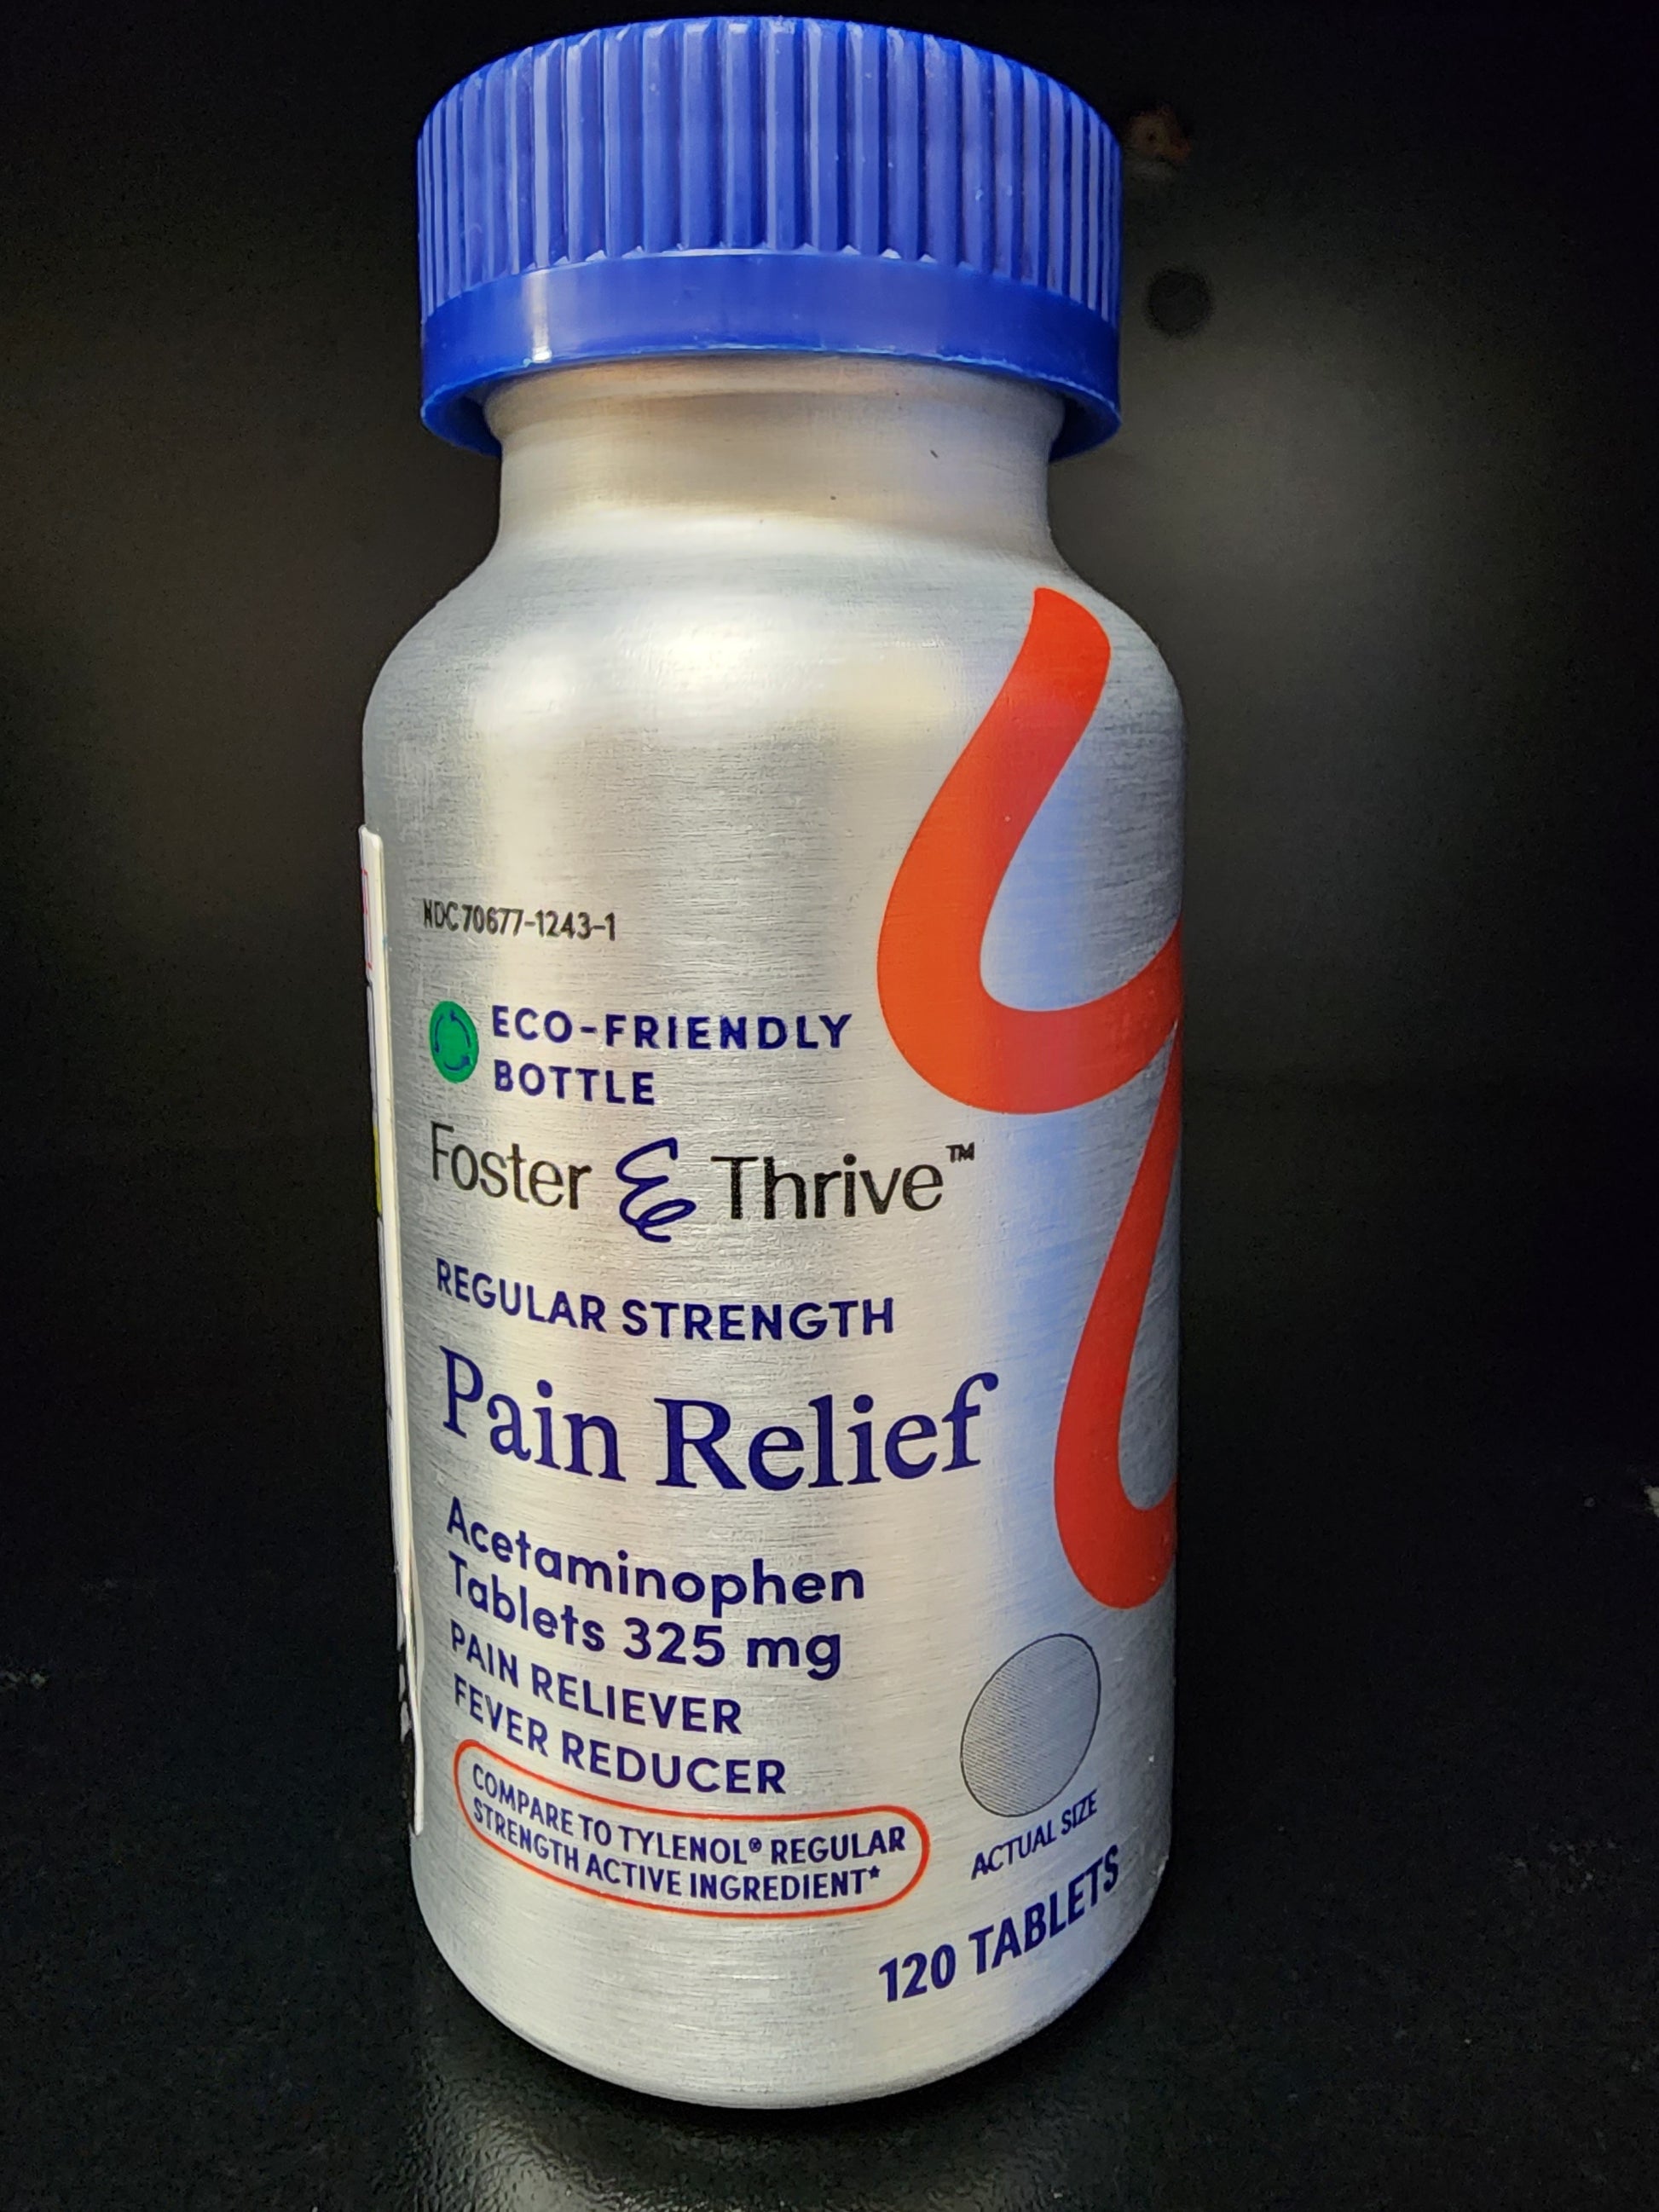 NDC 70677-1243-1
ECO-FRIENDLY
BOTTLE
Foster & Thrive™
REGULAR STRENGTH
Pain Relief
Acetaminophen
Tablets 325 mg
PAIN RELIEVER
FEVER REDUCER
COMPARE TO TYLENOL® REGULAR
STRENGTH ACTIVE INGREDIENT*
ACTUAL SIZE
120 TABLETS